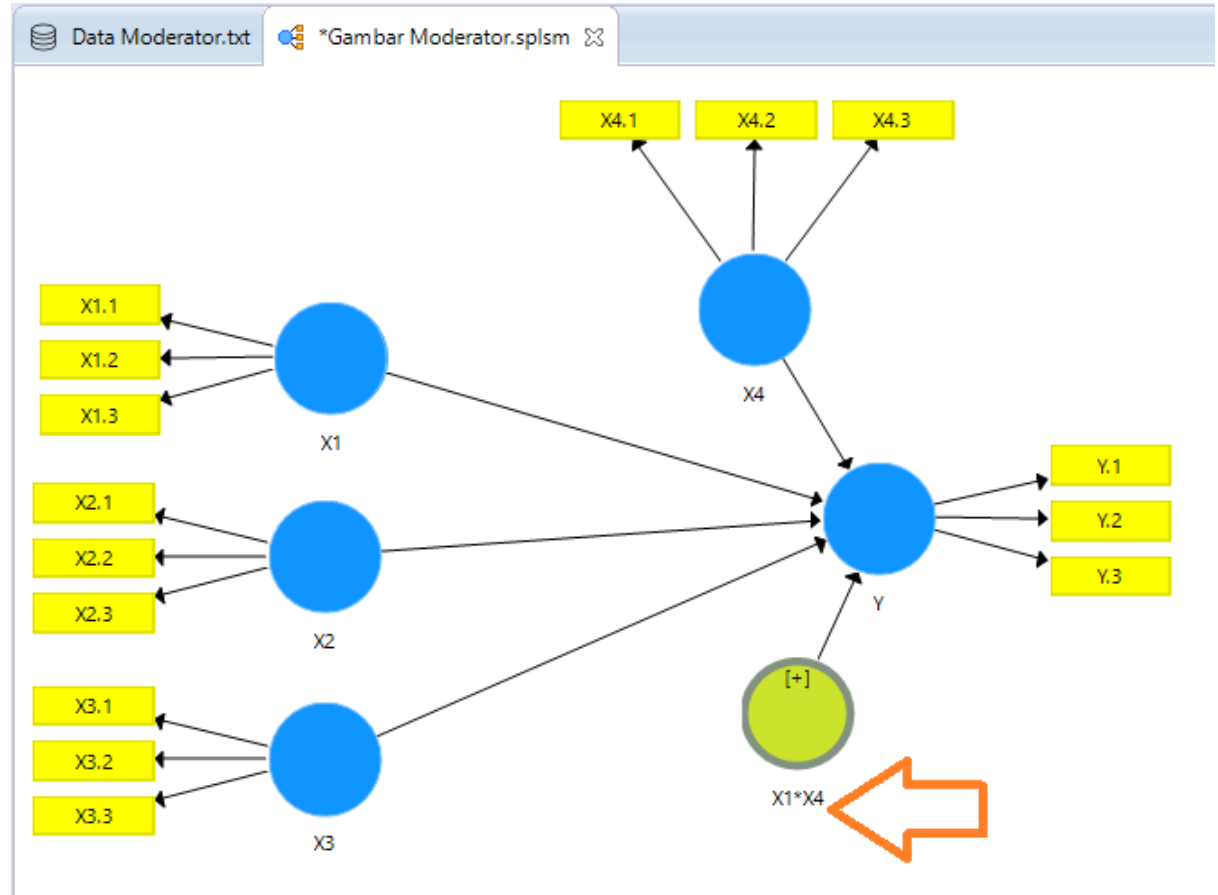 Data Moderator.txt
*Gambar Moderator.splsm
X4.1
X4.2
X4.3
X4
X1.1
X1.2
X1.3
X1
X2.1
X2.2
X2.3
X2
X3.1
X3.2
X3.3
X3
Y.1
Y.2
Y.3
Y
[+]
X1*X4